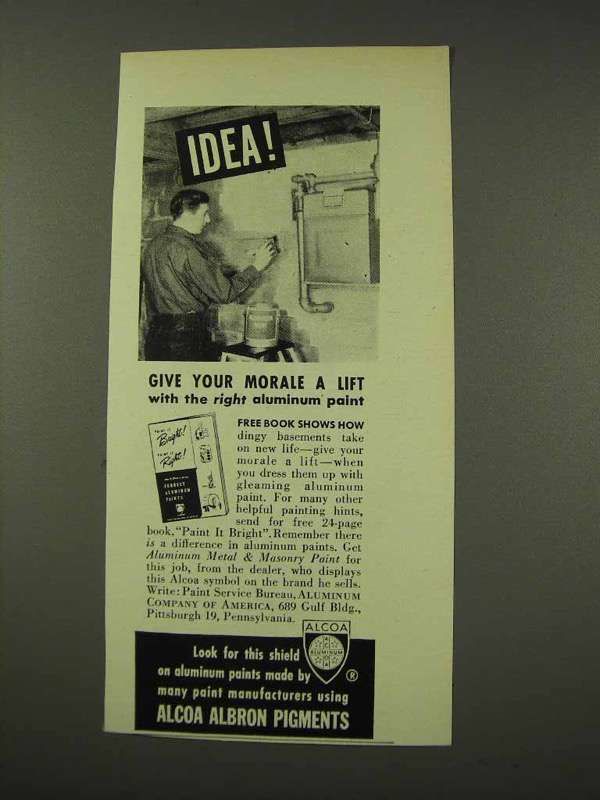 IDEA!
GIVE YOUR MORALE A LIFT
with the right aluminum paint
Bright!
Right!
CORRECT
ALUMINUM
PAINTS
FREE BOOK SHOWS HOW
dingy basements take
on new life—give your
morale a lift—when
you dress them up with
gleaming aluminum
paint. For many other
helpful painting hints,
send for free 24-page
book, "Paint It Bright". Remember there
is a difference in aluminum paints. Get
Aluminum Metal & Masonry Paint for
this job, from the dealer, who displays
this Alcoa symbol on the brand he sells.
Write: Paint Service Bureau, ALUMINUM
COMPANY OF AMERICA, 689 Gulf Bldg.,
Pittsburgh 19, Pennsylvania.
ALCOA
ALUMINUM
®
Look for this shield
on aluminum paints made by
many paint manufacturers using
ALCOA ALBRON PIGMENTS